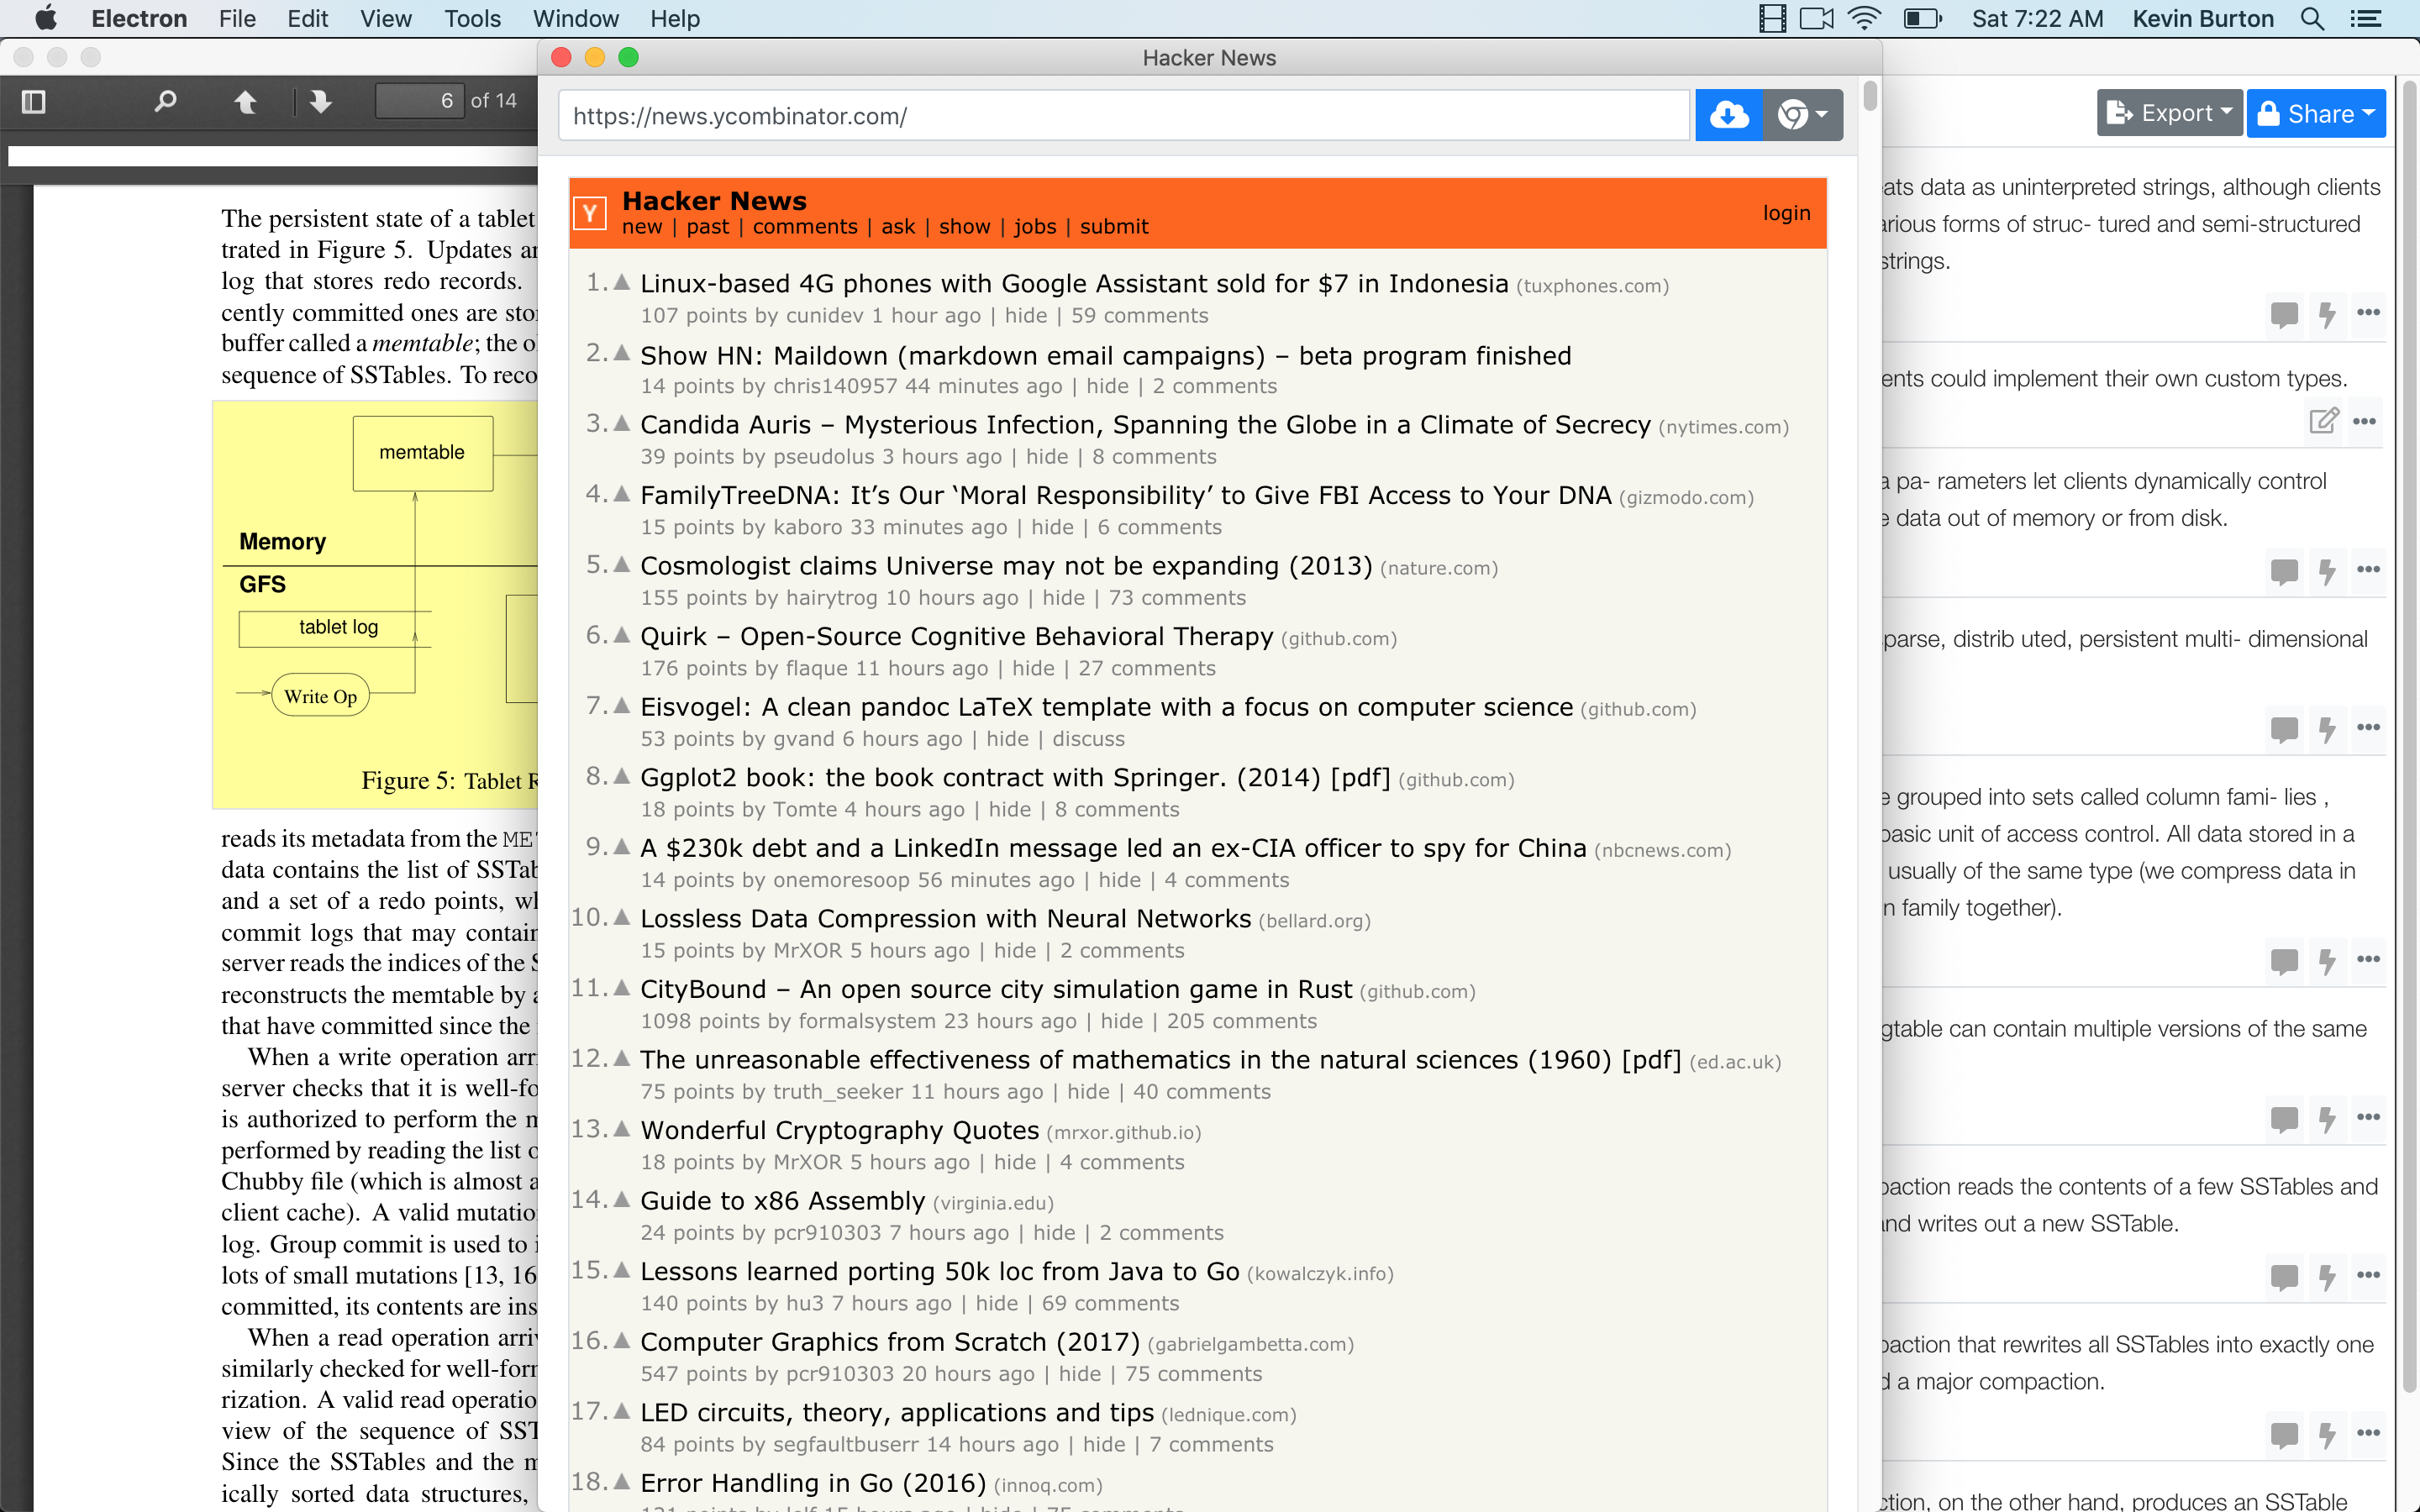 Electron File Edit View Tools Window Help
Sat 7:22 AM Kevin Burton
Hacker News
6 of 14
https://news.ycombinator.com/
Export
Share
The persistent state of a tablet
trated in Figure 5. Updates
log that stores redo records.
cently committed ones are
buffer called a memtable; the
sequence of SSTables. To
memtable
Memory
GFS
tablet log
Write Op
Figure 5: Tablet
reads its metadata from the
data contains the list of
and a set of a redo points,
commit logs that may
server reads the indices of the
reconstructs the memtable by
that have committed since the
When a write operation
server checks that it is
is authorized to perform the
performed by reading the list
Chubby file (which is almost
client cache). A valid
log. Group commit is used to
lots of small mutations [13, 16
committed, its contents are
When a read operation
similarly checked for
rization. A valid read
view of the sequence of
Since the SSTables and the
ically sorted data structures,
Y
Hacker News
new | past | comments | ask | show | jobs | submit
login
1. Linux-based 4G phones with Google Assistant sold for $7 in Indonesia (tuxphones.com)
107 points by cunidev 1 hour ago | hide | 59 comments
2. Show HN: Maildown (markdown email campaigns) – beta program finished
14 points by chris140957 44 minutes ago | hide | 2 comments
3. Candida Auris – Mysterious Infection, Spanning the Globe in a Climate of Secrecy (nytimes.com)
39 points by pseudolus 3 hours ago | hide | 8 comments
4. FamilyTreeDNA: It’s Our ‘Moral Responsibility’ to Give FBI Access to Your DNA (gizmodo.com)
15 points by kaboro 33 minutes ago | hide | 6 comments
5. Cosmologist claims Universe may not be expanding (2013) (nature.com)
155 points by hairytrog 10 hours ago | hide | 73 comments
6. Quirk – Open-Source Cognitive Behavioral Therapy (github.com)
176 points by flaque 11 hours ago | hide | 27 comments
7. Eisvogel: A clean pandoc LaTeX template with a focus on computer science (github.com)
53 points by gvand 6 hours ago | hide | discuss
8. Ggplot2 book: the book contract with Springer. (2014) [pdf] (github.com)
18 points by Tomte 4 hours ago | hide | 8 comments
9. A $230k debt and a LinkedIn message led an ex-CIA officer to spy for China (nbcnews.com)
14 points by onemoresoop 56 minutes ago | hide | 4 comments
10. Lossless Data Compression with Neural Networks (bellard.org)
15 points by MrXOR 5 hours ago | hide | 2 comments
11. CityBound – An open source city simulation game in Rust (github.com)
1098 points by formalsystem 23 hours ago | hide | 205 comments
12. The unreasonable effectiveness of mathematics in the natural sciences (1960) [pdf] (ed.ac.uk)
75 points by truth_seeker 11 hours ago | hide | 40 comments
13. Wonderful Cryptography Quotes (mrxor.github.io)
18 points by MrXOR 5 hours ago | hide | 4 comments
14. Guide to x86 Assembly (virginia.edu)
24 points by pcr910303 7 hours ago | hide | 2 comments
15. Lessons learned porting 50k loc from Java to Go (kowalczyk.info)
140 points by hu3 7 hours ago | hide | 69 comments
16. Computer Graphics from Scratch (2017) (gabrielgambetta.com)
547 points by pcr910303 20 hours ago | hide | 75 comments
17. LED circuits, theory, applications and tips (lednique.com)
84 points by segfaultbuserr 14 hours ago | hide | 7 comments
18. Error Handling in Go (2016) (innoq.com)
data as uninterpreted strings, although clients
forms of struc- tured and semi-structured
strings.
could implement their own custom types.
a pa- rameters let clients dynamically control
data out of memory or from disk.
distrib uted, persistent multi- dimensional
grouped into sets called column fami- lies ,
basic unit of access control. All data stored in a
usually of the same type (we compress data in
family together).
can contain multiple versions of the same
reads the contents of a few SSTables and
and writes out a new SSTable.
that rewrites all SSTables into exactly one
a major compaction.
on the other hand, produces an SSTable